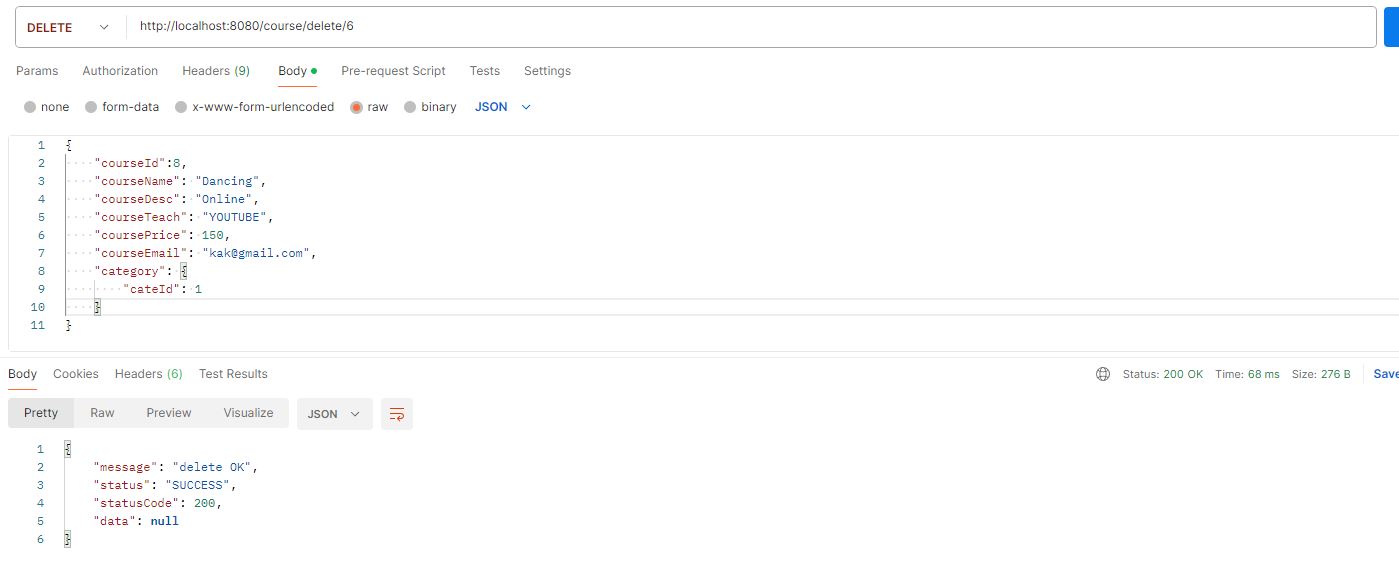 DELETE http://localhost:8080/course/delete/6
Params Authorization Headers (9) Body Pre-request Script Tests Settings
none form-data x-www-form-urlencoded raw binary JSON
1 {
2 "courseId":8,
3 "courseName": "Dancing",
4 "courseDesc": "Online",
5 "courseTeach": "YOUTUBE",
6 "coursePrice": 150,
7 "courseEmail": "kak@gmail.com",
8 "category": {
9 "cateId": 1
10 }
11 }
Body Cookies Headers (6) Test Results Status: 200 OK Time: 68 ms Size: 276 B Save
Pretty Raw Preview Visualize JSON
1 {
2 "message": "delete OK",
3 "status": "SUCCESS",
4 "statusCode": 200,
5 "data": null
6 }